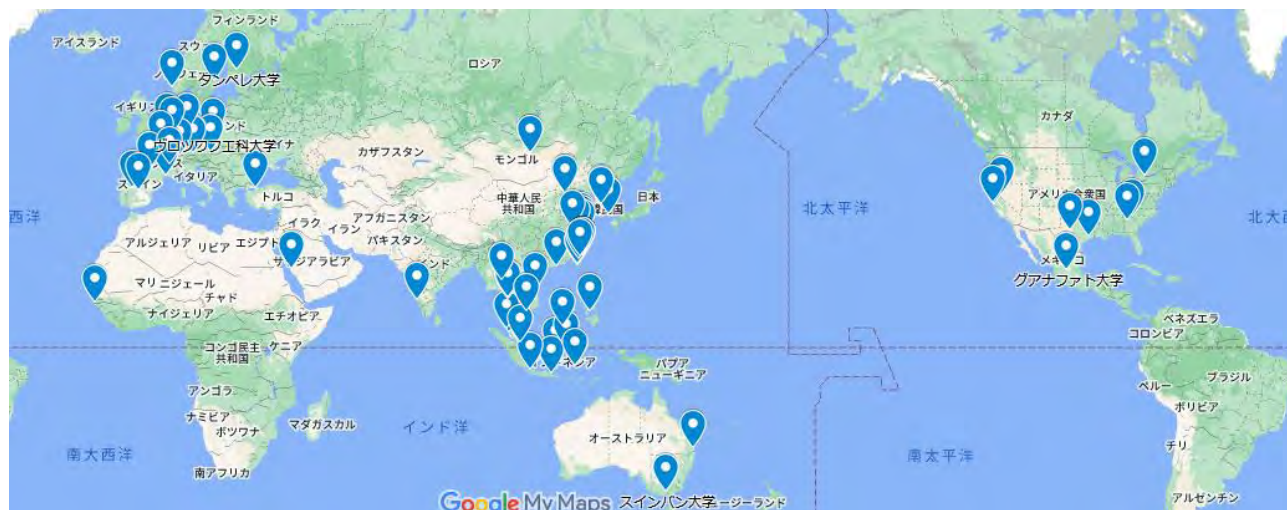 フィンランド
アイスランド
スウ
ロシア
ノ
ウェ
タンペレ大学
カナダ
イギリ
ンド
ウロツワフ工科大学
イナ
カザフスタン
モンゴル
ス
イタリア
スペイン
トルコ
中華人民
共和国
韓
民国
日本
北太平洋
アメリカ合衆国
北大
西洋
イラク
アフガニスタン
イラン
アルジェリア
リビア
エジプト
パキスタン
サ
ジアラビア
インド
メキシコ
マリ
ニジェール
グアナファト大学
チャド
ナイジェリア
エチオピア
ベネズエラ
コロンビア
コンゴ民主
共和国
ケニア
ネシア
パプア
ニューギニア
ペルー
ブラジル
アンゴラ
ボリビア
ナミビア
ボツワナ
マダガスカル
インド洋
オーストラリア
南大西洋
南太平洋
チリ
南アフリカ
Google My Maps
スインバン大学
ージーランド
アルゼンチン